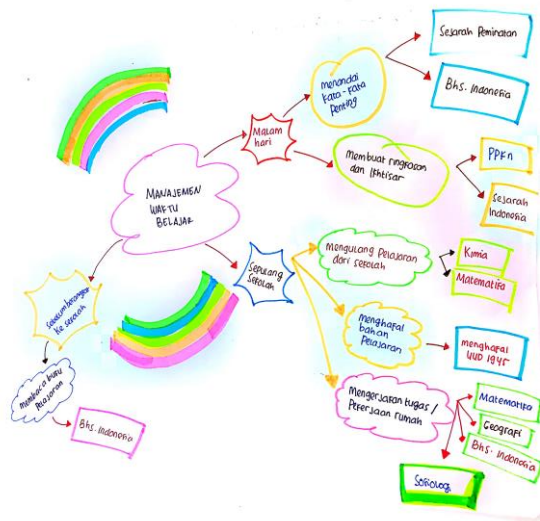 MANAJEMEN
WAKTU
BELAJAR
Malam
hari
menandai
Kata-Kata
Penting
Sejarah Peminatan
Bhs. Indonesia
Membuat ringkasan
dan Ikhtisar
PPKn
Sejarah
Indonesia
Sepulang
Sekolah
Mengulang Pelajaran
dari sekolah
Kimia
Matematika
Menghafal
bahan
Pelajaran
menghafal
UUD 1945
Mengerjakan tugas /
Pekerjaan rumah
Matematika
Geografi
Bhs. Indonesia
Sosiologi
Sebelum berangkat
Ke sekolah
membaca buku
Pelajaran
Bhs. Indonesia